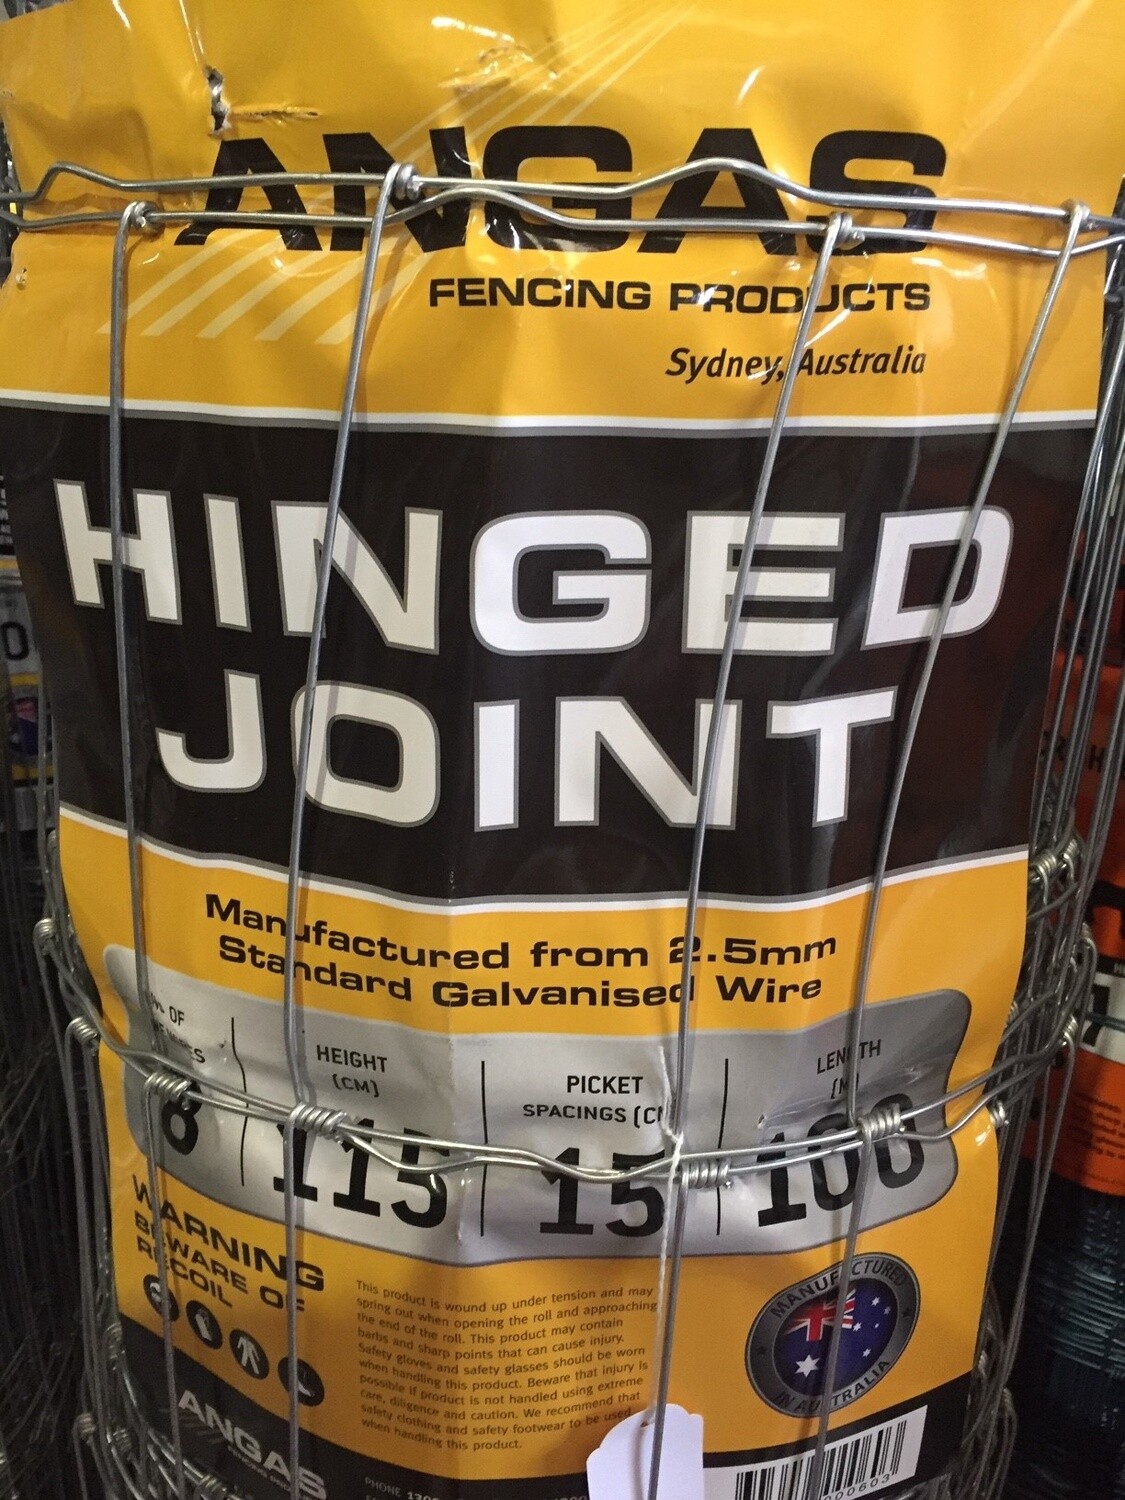 ANGAS
FENCING PRODUCTS
Sydney, Australia
HINGED
JOINT
Manufactured from 2.5mm
Standard Galvanised Wire
OF
HEIGHT
(CM)
PICKET
SPACINGS (CM
LENGTH
(M)
8
115
15
100
WARNING
BEWARE OF
RECOIL
This product is wound up under tension and may
spring out when opening the roll and approaching
the end of the roll. This product may contain
barbs and sharp points that can cause injury.
Safety gloves and safety glasses should be worn
when handling this product. Beware that injury is
possible if product is not handled using extreme
care, diligence and caution. We recommend that
safety clothing and safety footwear to be used
when handling this product.
MANUFACTURED
IN AUSTRALIA
ANGAS
PHONE
000603